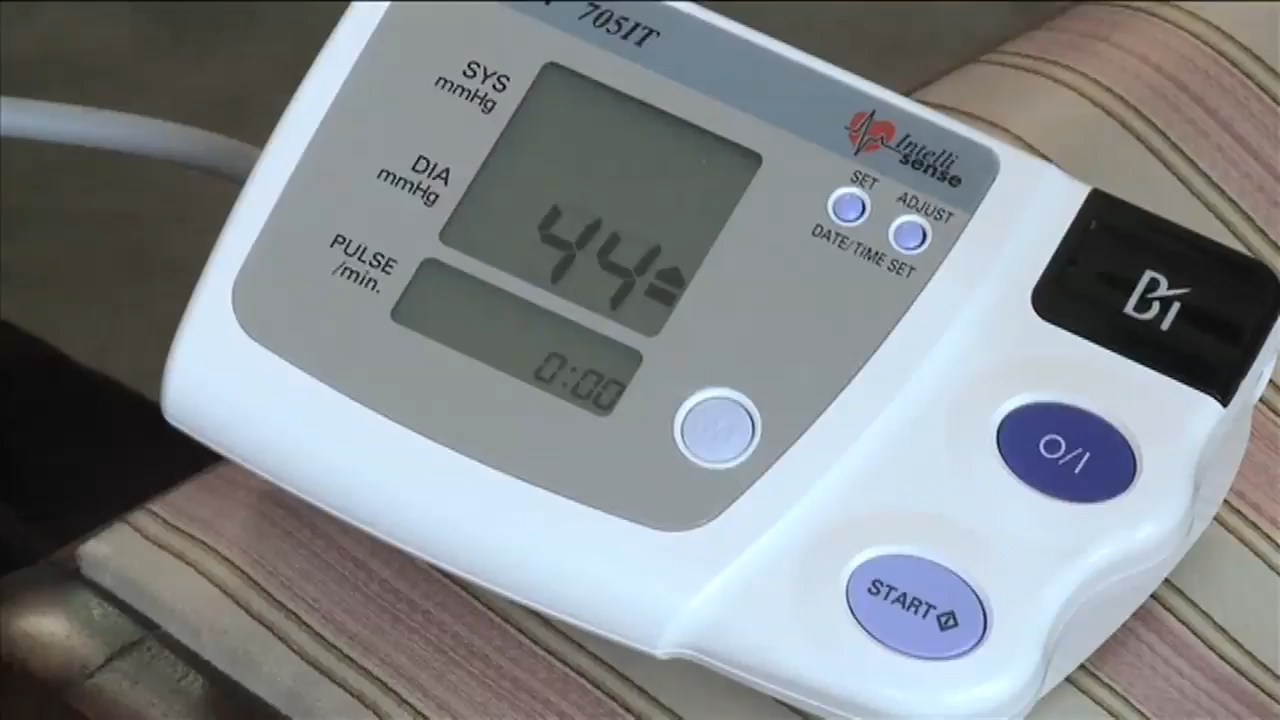 705IT
SYS
mmHg
Intelli
sense
DIA
mmHg
SET
ADJUST
DATE/TIME SET
44
PULSE
/min.
0:00
O/I
START